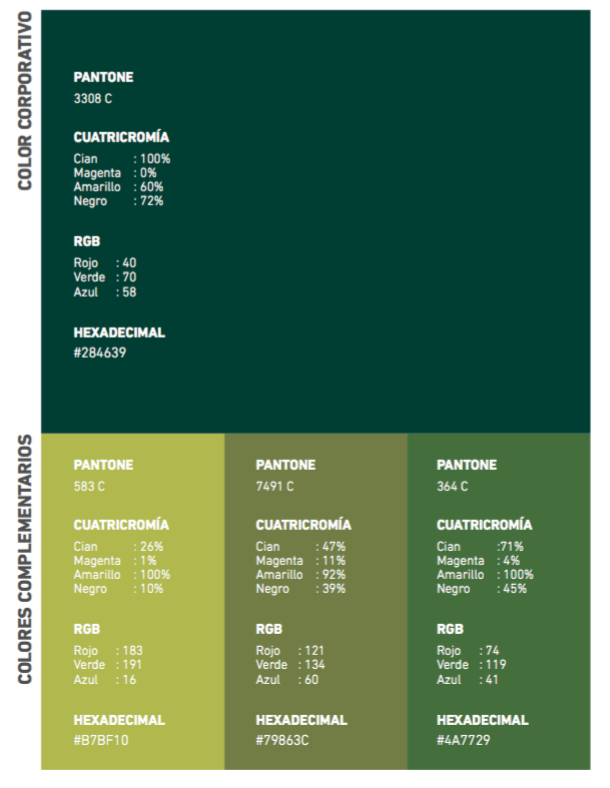 COLOR CORPORATIVO
PANTONE
3308 C
CUATRICROMÍA
Cian : 100%
Magenta : 0%
Amarillo : 60%
Negro : 72%
RGB
Rojo : 40
Verde : 70
Azul : 58
HEXADECIMAL
#284639
COLORES COMPLEMENTARIOS
PANTONE
583 C
CUATRICROMÍA
Cian : 26%
Magenta : 1%
Amarillo : 100%
Negro : 10%
RGB
Rojo : 183
Verde : 191
Azul : 16
HEXADECIMAL
#B7BF10
PANTONE
7491 C
CUATRICROMÍA
Cian : 47%
Magenta : 11%
Amarillo : 92%
Negro : 39%
RGB
Rojo : 121
Verde : 134
Azul : 60
HEXADECIMAL
#79863C
PANTONE
364 C
CUATRICROMÍA
Cian :71%
Magenta : 4%
Amarillo : 100%
Negro : 45%
RGB
Rojo : 74
Verde : 119
Azul : 41
HEXADECIMAL
#4A7729